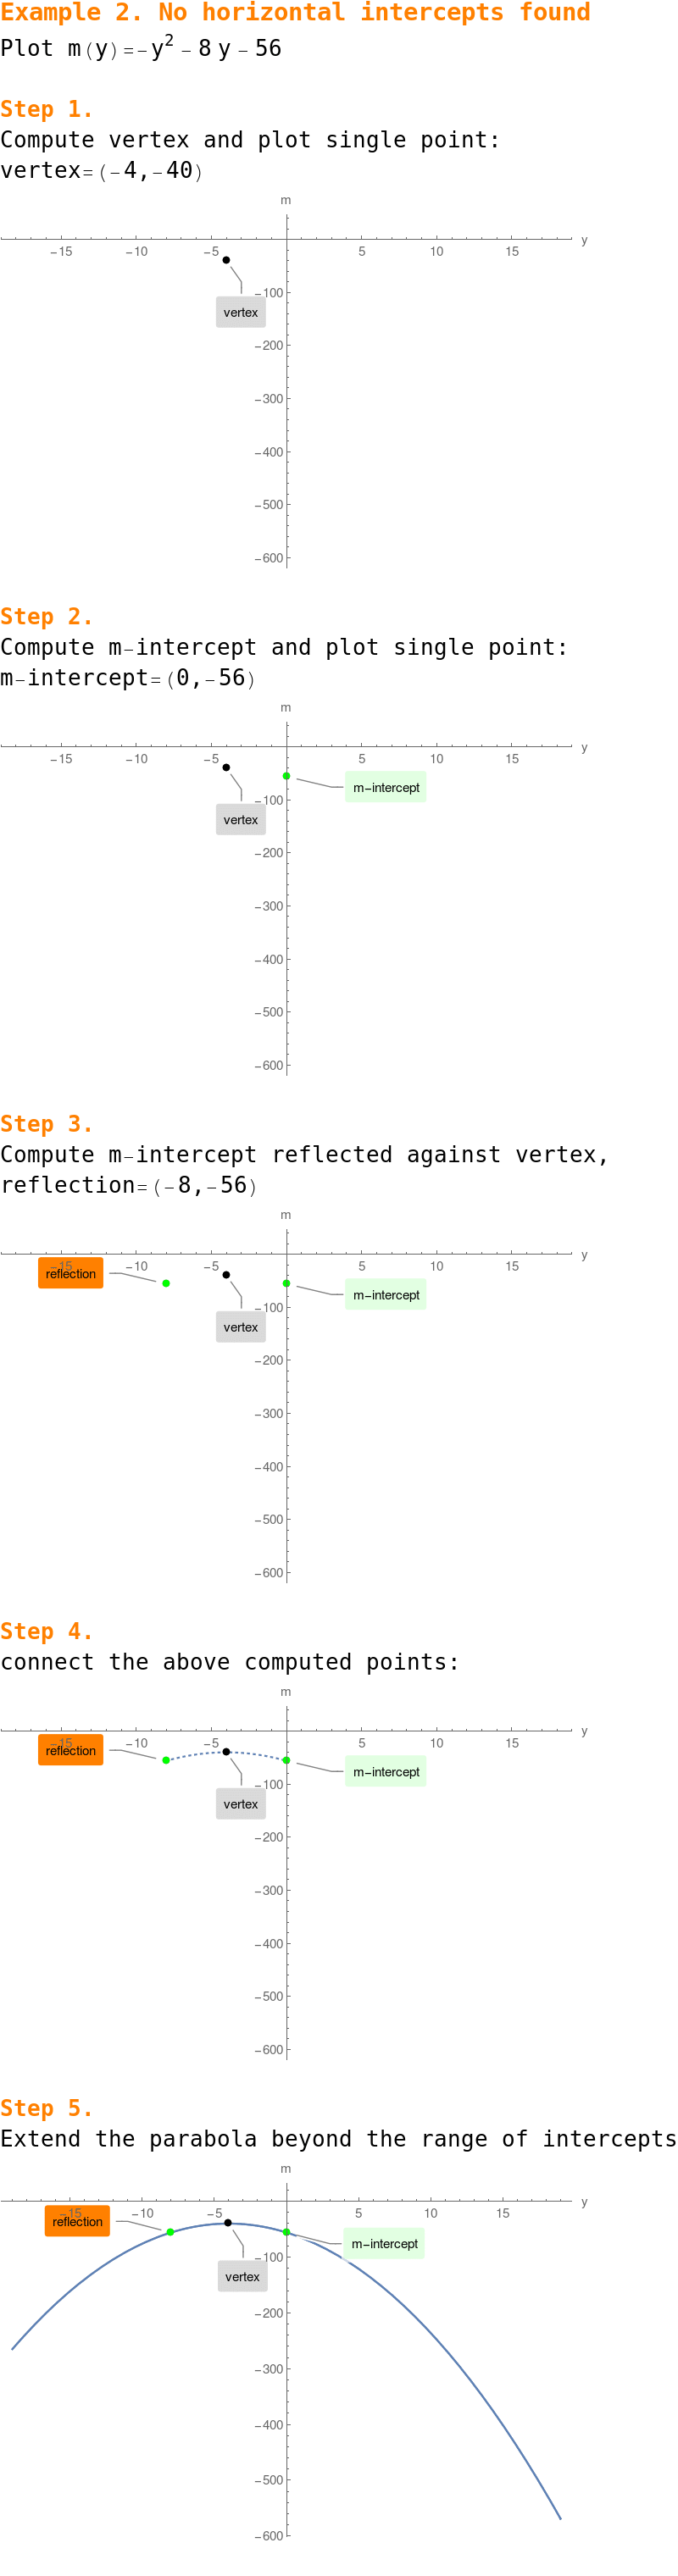 Example 2. No horizontal intercepts found
Plot m(y)=-y² - 8 y - 56
Step 1.
Compute vertex and plot single point:
vertex=(-4,-40)
m
y
-15 -10 -5 5 10 15
vertex
-100
-200
-300
-400
-500
-600
Step 2.
Compute m-intercept and plot single point:
m-intercept=(0,-56)
m
y
-15 -10 -5 5 10 15
m-intercept
-100
vertex
-200
-300
-400
-500
-600
Step 3.
Compute m-intercept reflected against vertex,
reflection=(-8,-56)
m
y
-15 -10 -5 5 10 15
reflection
m-intercept
-100
vertex
-200
-300
-400
-500
-600
Step 4.
connect the above computed points:
m
y
-15 -10 -5 5 10 15
reflection
m-intercept
-100
vertex
-200
-300
-400
-500
-600
Step 5.
Extend the parabola beyond the range of intercepts
m
y
-15 -10 -5 5 10 15
reflection
m-intercept
-100
vertex
-200
-300
-400
-500
-600